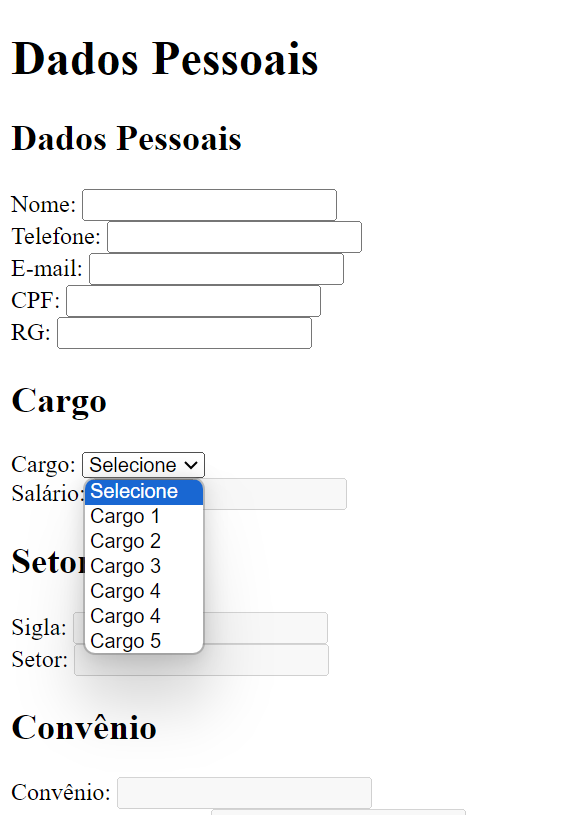 Dados Pessoais
Dados Pessoais
Nome:
Telefone:
E-mail:
CPF:
RG:
Cargo
Cargo: Selecione
Salário:
Selecione
Cargo 1
Cargo 2
Cargo 3
Cargo 4
Cargo 4
Cargo 5
Setor
Sigla:
Setor:
Convênio
Convênio: